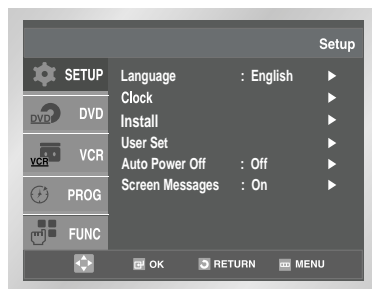 Setup
SETUP
Language : English ►
Clock ►
DVD DVD
Install ►
User Set ►
VCR VCR
Auto Power Off : Off ►
Screen Messages : On ►
PROG
FUNC
OK RETURN MENU